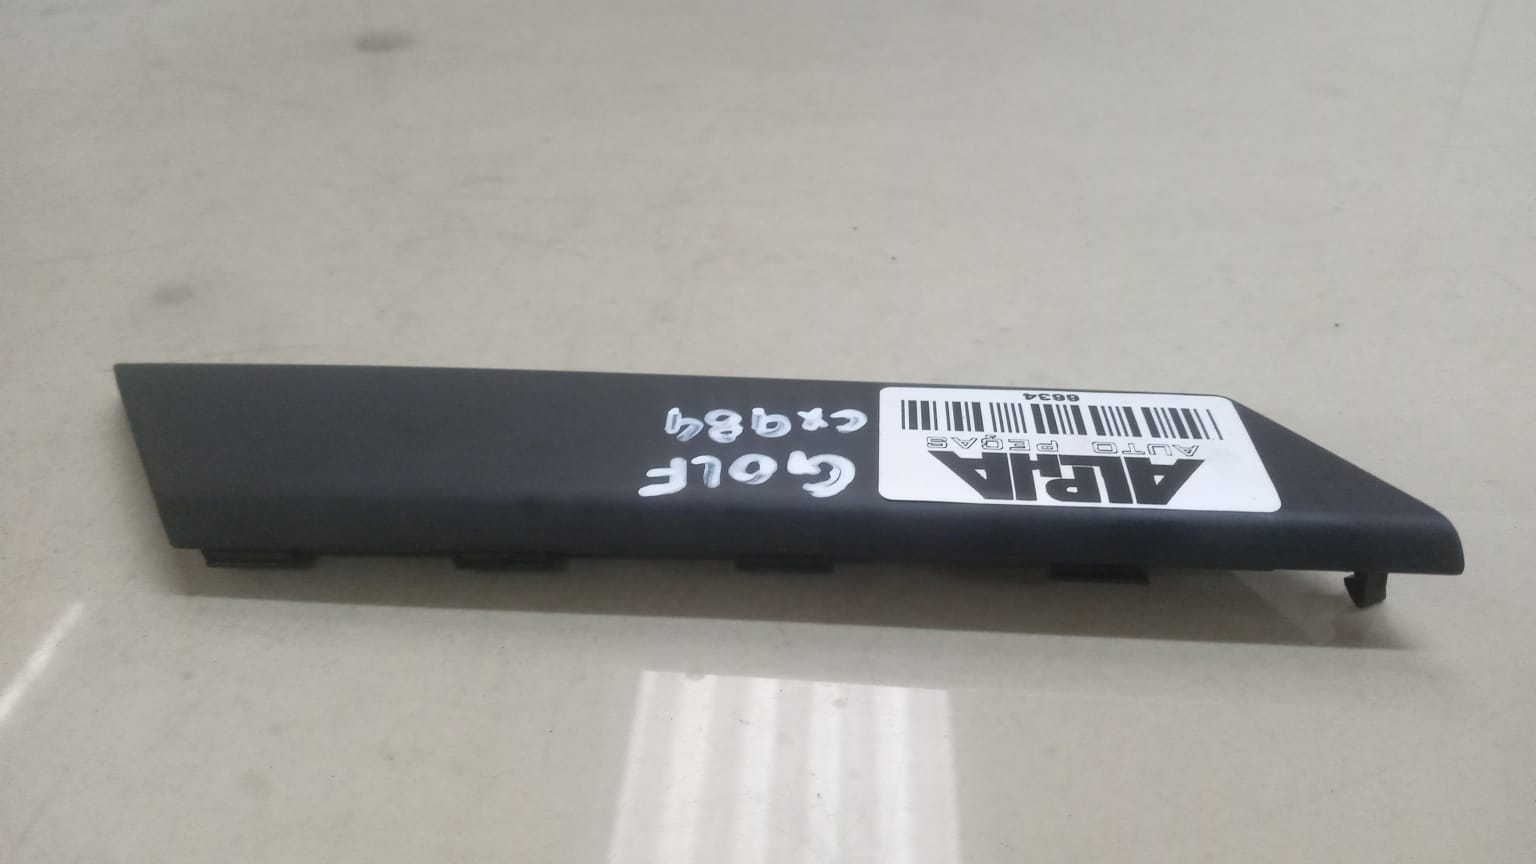 ALPHA
AUTO PEÇAS
6634
GOLF
CX984